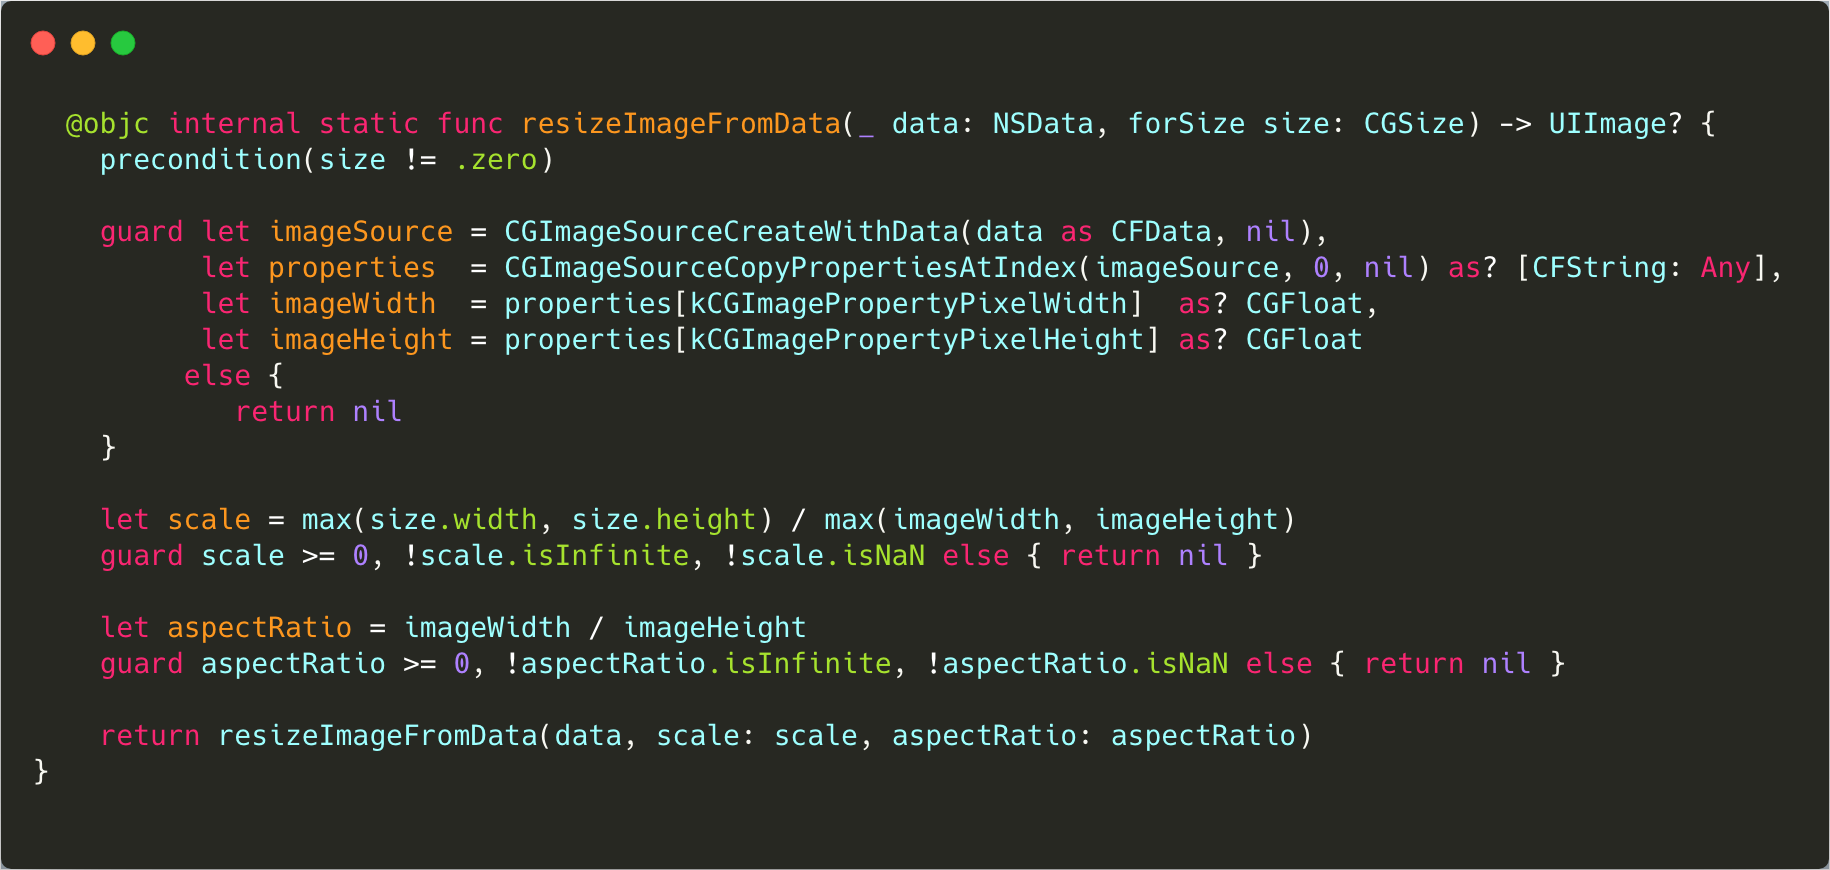 @objc internal static func resizeImageFromData(_ data: NSData, forSize size: CGSize) -> UIImage? {
precondition(size != .zero)
guard let imageSource = CGImageSourceCreateWithData(data as CFData, nil),
let properties  = CGImageSourceCopyPropertiesAtIndex(imageSource, 0, nil) as? [CFString: Any],
let imageWidth  = properties[kCGImagePropertyPixelWidth]  as? CGFloat,
let imageHeight = properties[kCGImagePropertyPixelHeight] as? CGFloat
else {
return nil
}
let scale = max(size.width, size.height) / max(imageWidth, imageHeight)
guard scale >= 0, !scale.isInfinite, !scale.isNaN else { return nil }
let aspectRatio = imageWidth / imageHeight
guard aspectRatio >= 0, !aspectRatio.isInfinite, !aspectRatio.isNaN else { return nil }
return resizeImageFromData(data, scale: scale, aspectRatio: aspectRatio)
}